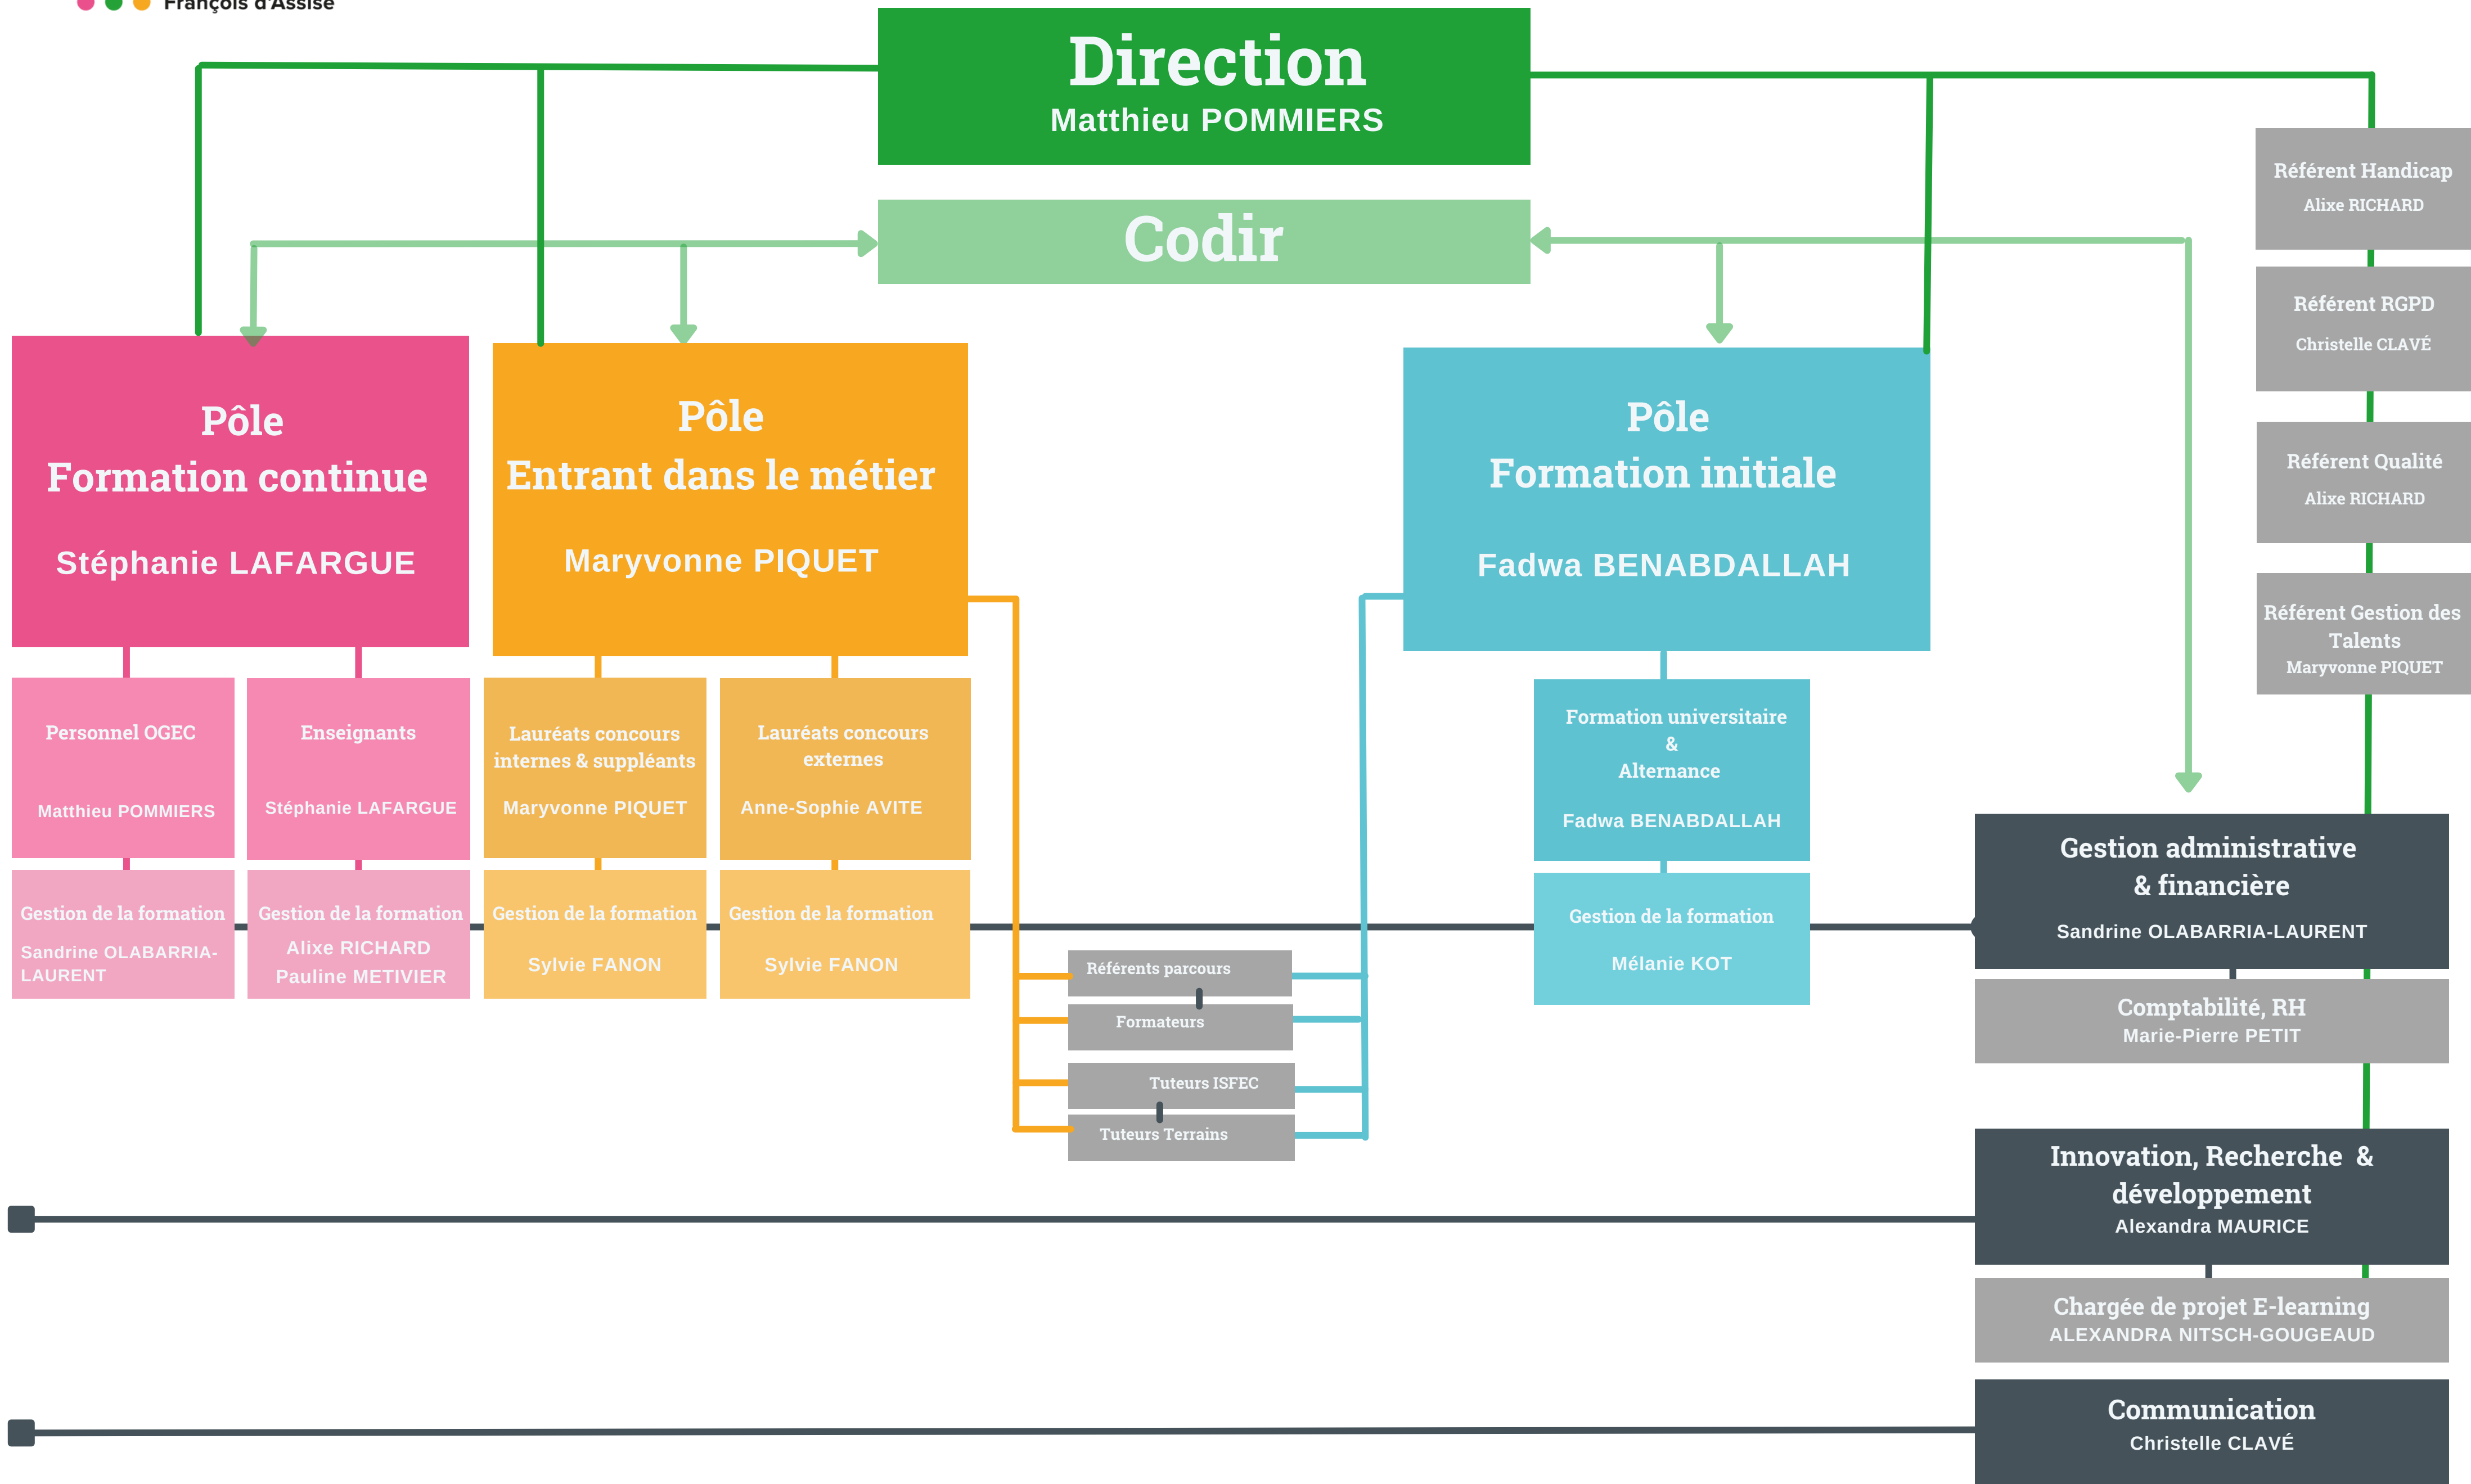 François d'Assise
Direction
Matthieu POMMIERS
Codir
Référent Handicap
Alixe RICHARD
Référent RGPD
Christelle CLAVÉ
Référent Qualité
Alixe RICHARD
Référent Gestion des
Talents
Maryvonne PIQUET
Pôle
Formation continue
Stéphanie LAFARGUE
Pôle
Entrant dans le métier
Maryvonne PIQUET
Pôle
Formation initiale
Fadwa BENABDALLAH
Personnel OGEC
Matthieu POMMIERS
Enseignants
Stéphanie LAFARGUE
Lauréats concours
internes & suppléants
Maryvonne PIQUET
Lauréats concours
externes
Anne-Sophie AVITE
Formation universitaire
&
Alternance
Fadwa BENABDALLAH
Gestion de la formation
Sandrine OLABARRIA-
LAURENT
Gestion de la formation
Alixe RICHARD
Pauline METIVIER
Gestion de la formation
Sylvie FANON
Gestion de la formation
Sylvie FANON
Gestion de la formation
Mélanie KOT
Référents parcours
Formateurs
Tuteurs ISFEC
Tuteurs Terrains
Gestion administrative
& financière
Sandrine OLABARRIA-LAURENT
Comptabilité, RH
Marie-Pierre PETIT
Innovation, Recherche &
développement
Alexandra MAURICE
Chargée de projet E-learning
ALEXANDRA NITSCH-GOUGEAUD
Communication
Christelle CLAVÉ